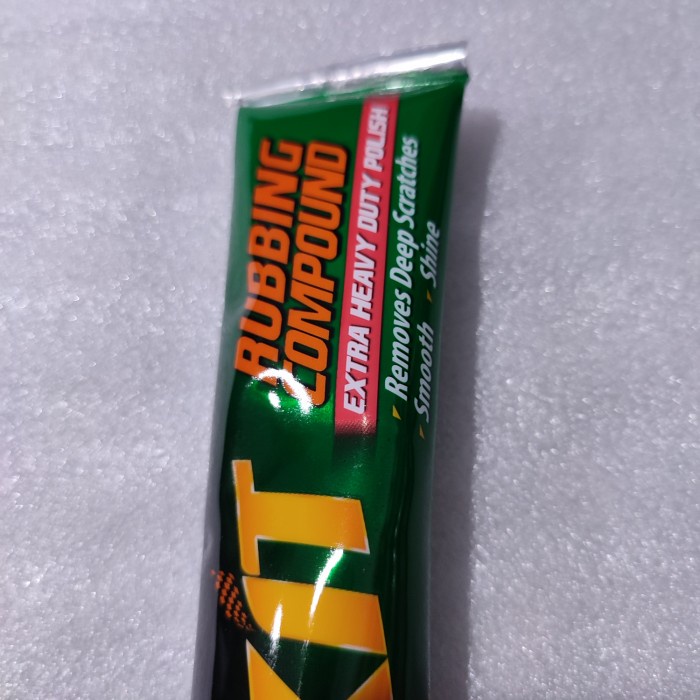 RUBBING
COMPOUND
EXTRA HEAVY DUTY POLISH
Removes Deep Scratches
Smooth
Shine
KIT